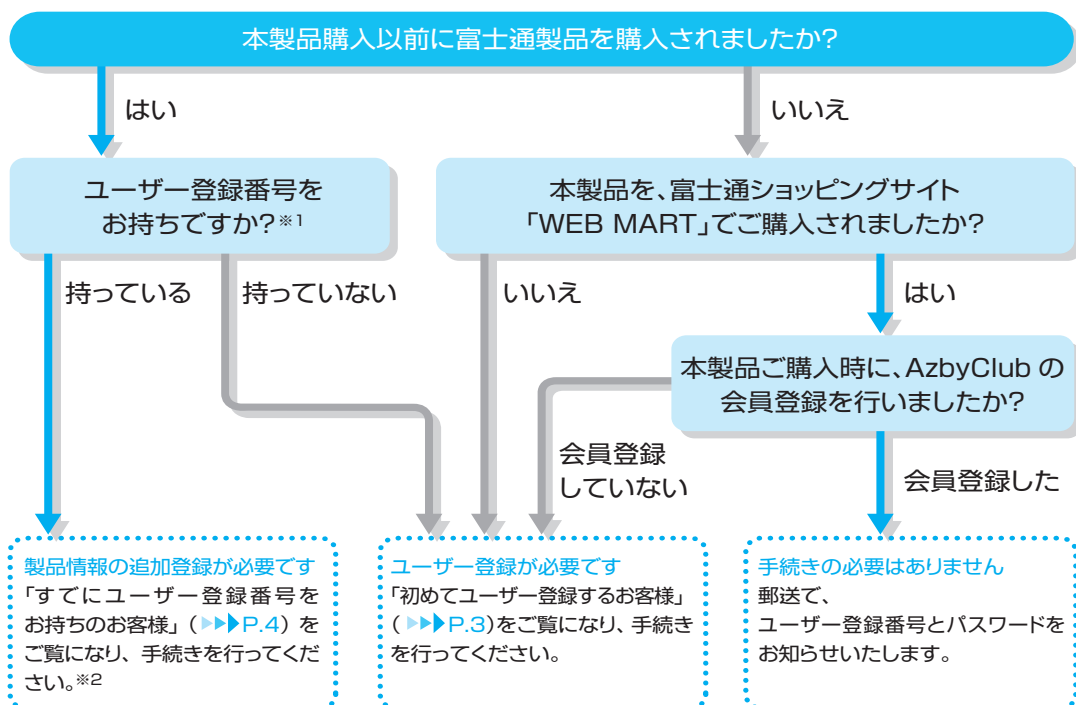 本製品購入以前に富士通製品を購入されましたか?
はい
いいえ
ユーザー登録番号を
お持ちですか?※1
本製品を、富士通ショッピングサイト
「WEB MART」でご購入されましたか?
持っている
持っていない
いいえ
はい
本製品ご購入時に、AzbyClub の
会員登録を行いましたか?
会員登録
していない
会員登録した
製品情報の追加登録が必要です
「すでにユーザー登録番号を
お持ちのお客様」(▶▶▶P.4) を
ご覧になり、手続きを行ってくだ
さい。※2
ユーザー登録が必要です
「初めてユーザー登録するお客様」
(▶▶▶P.3)をご覧になり、手続き
を行ってください。
手続きの必要はありません
郵送で、
ユーザー登録番号とパスワードを
お知らせいたします。